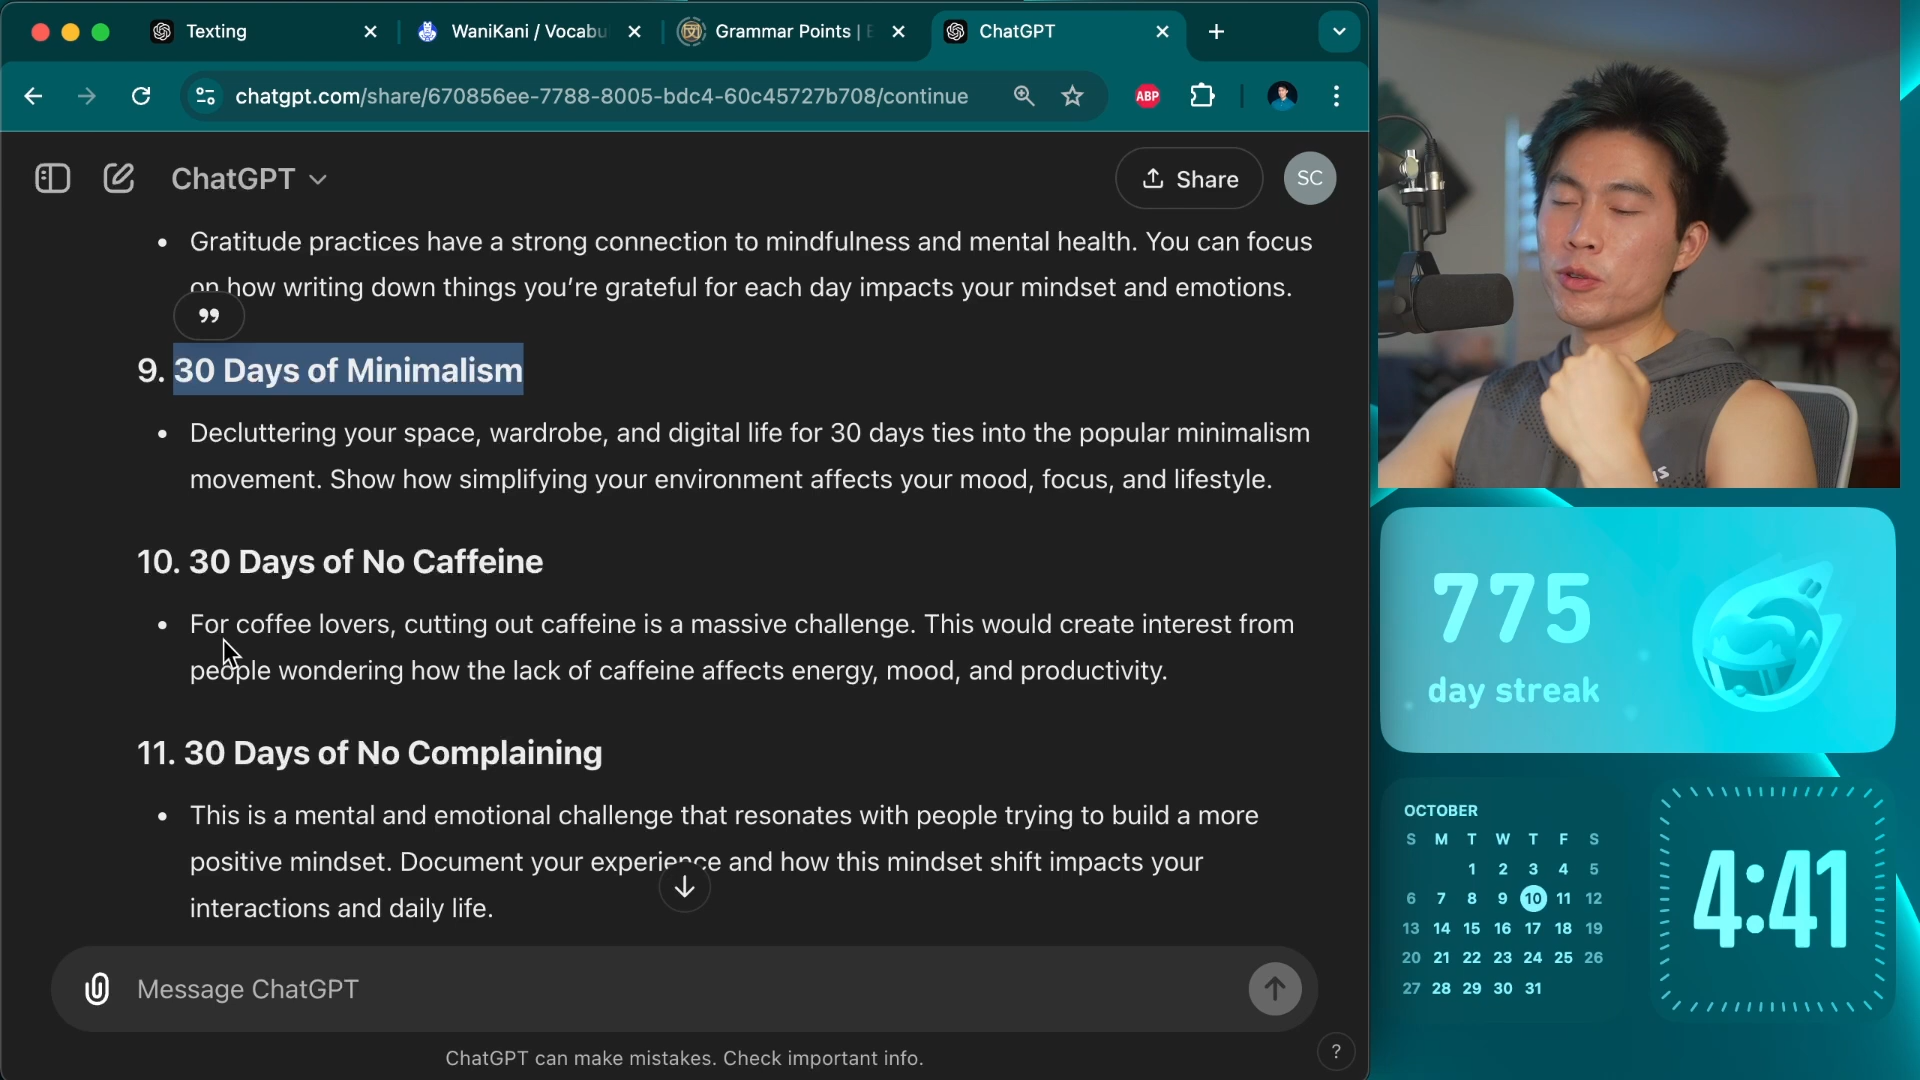 Texting
WaniKani / Vocabu
Grammar Points |
ChatGPT
chatgpt.com/share/670856ee-7788-8005-bdc4-60c45727b708/continue
ABP
ChatGPT
Share
SC
• Gratitude practices have a strong connection to mindfulness and mental health. You can focus
on how writing down things you’re grateful for each day impacts your mindset and emotions.
9. 30 Days of Minimalism
• Decluttering your space, wardrobe, and digital life for 30 days ties into the popular minimalism
movement. Show how simplifying your environment affects your mood, focus, and lifestyle.
10. 30 Days of No Caffeine
• For coffee lovers, cutting out caffeine is a massive challenge. This would create interest from
people wondering how the lack of caffeine affects energy, mood, and productivity.
11. 30 Days of No Complaining
• This is a mental and emotional challenge that resonates with people trying to build a more
positive mindset. Document your experience and how this mindset shift impacts your
interactions and daily life.
Message ChatGPT
ChatGPT can make mistakes. Check important info.
?
775
day streak
OCTOBER
S M T W T F S
1 2 3 4 5
6 7 8 9 10 11 12
13 14 15 16 17 18 19
20 21 22 23 24 25 26
27 28 29 30 31
4:41